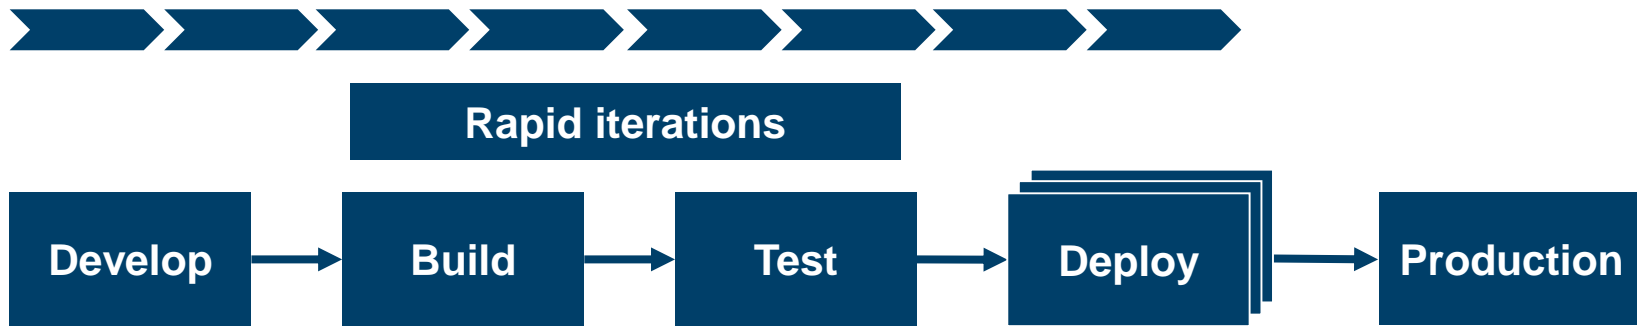 Rapid iterations
Develop
Build
Test
Deploy
Production